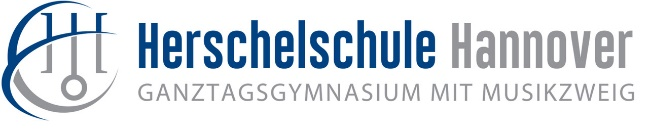 Herschelschule Hannover
GANZTAGSGYMNASIUM MIT MUSIKZWEIG